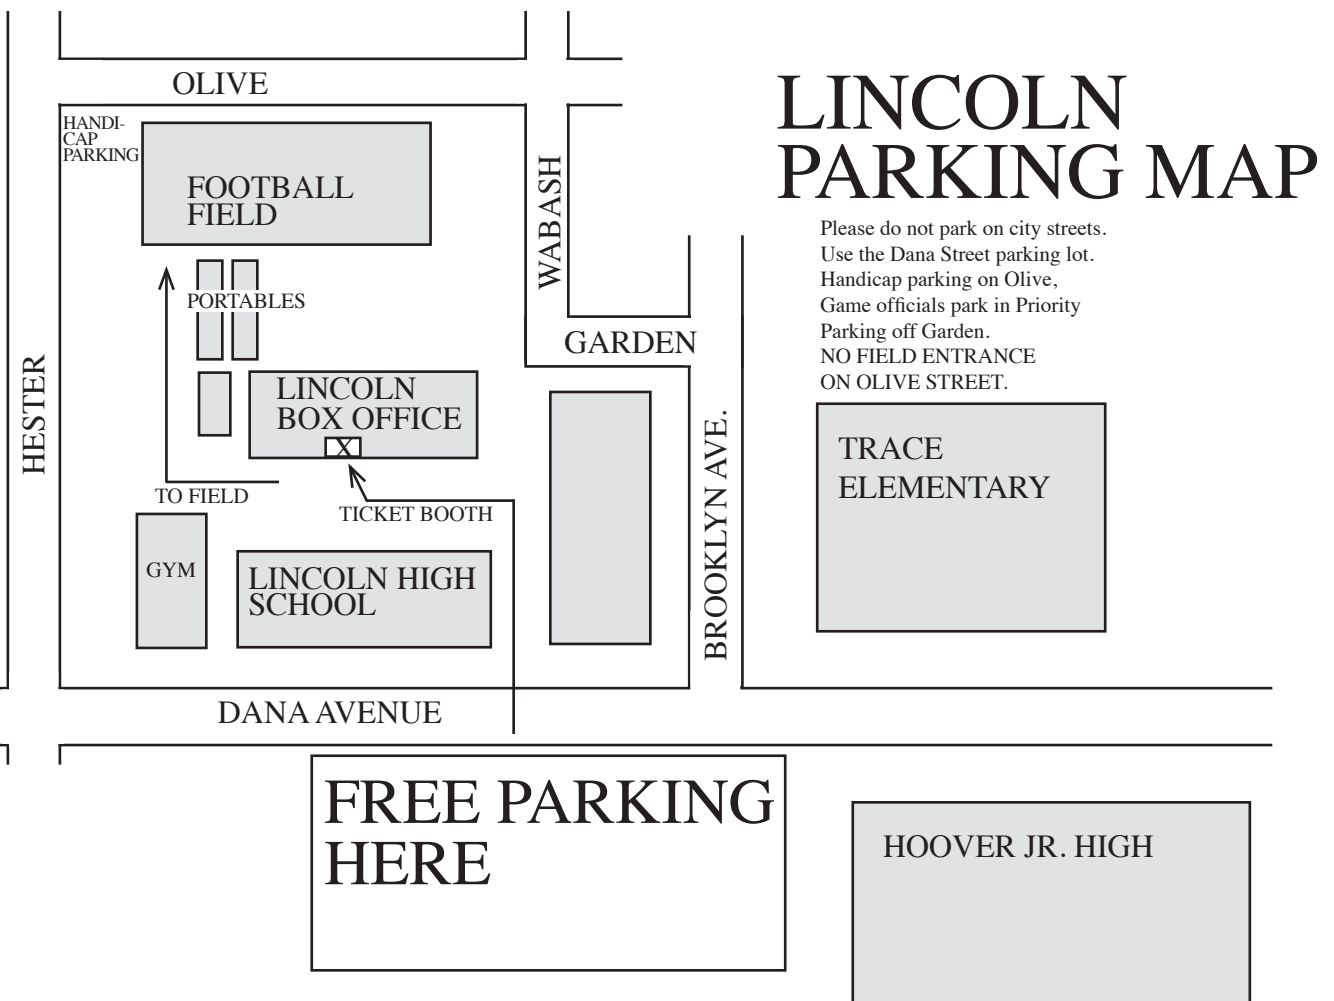 OLIVE
LINCOLN
PARKING MAP
HANDI-
CAP
PARKING
FOOTBALL
FIELD
WABASH
Please do not park on city streets.
Use the Dana Street parking lot.
Handicap parking on Olive,
Game officials park in Priority
Parking off Garden.
NO FIELD ENTRANCE
ON OLIVE STREET.
PORTABLES
GARDEN
HESTER
LINCOLN
BOX OFFICE
X
BROOKLYN AVE.
TRACE
ELEMENTARY
TO FIELD
TICKET BOOTH
GYM
LINCOLN HIGH
SCHOOL
DANA AVENUE
FREE PARKING
HERE
HOOVER JR. HIGH